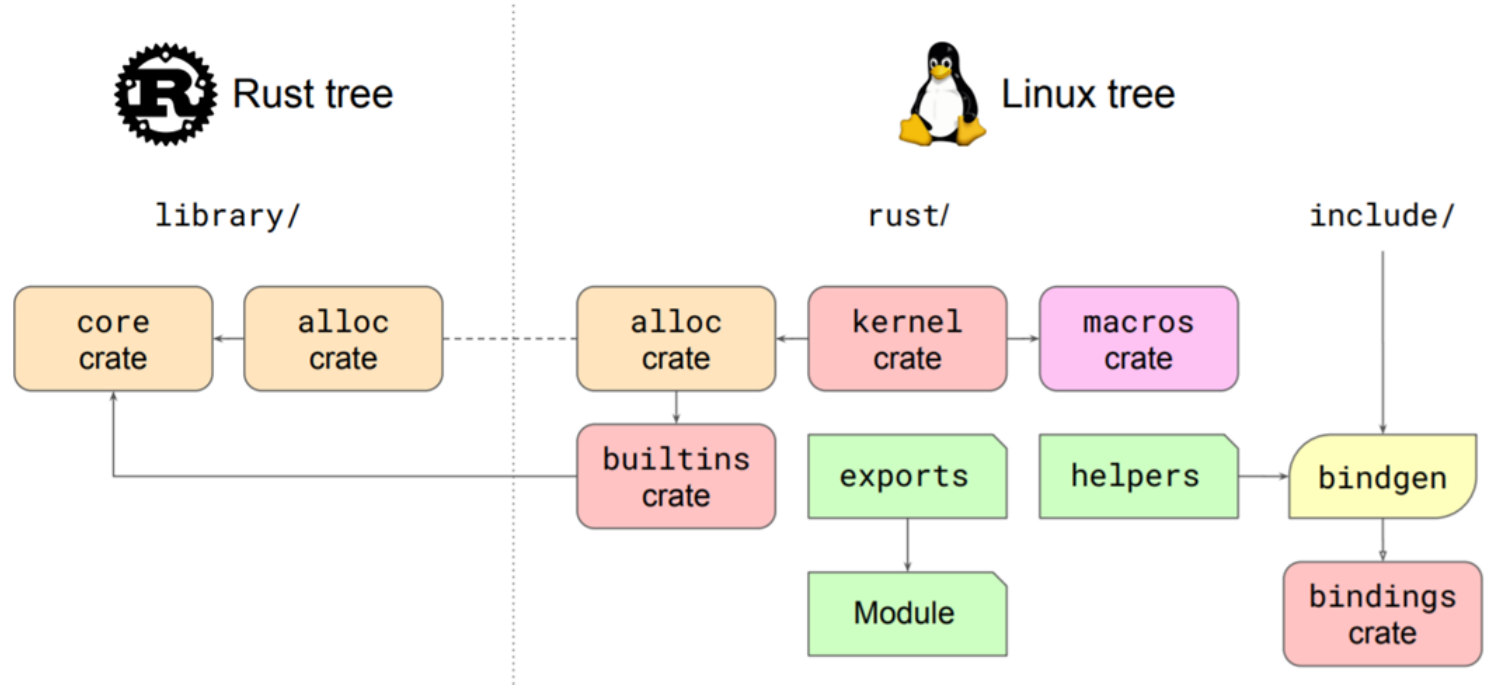 Rust tree
Linux tree
library/
rust/
include/
core
crate
alloc
crate
alloc
crate
kernel
crate
macros
crate
builtins
crate
exports
helpers
bindgen
Module
bindings
crate